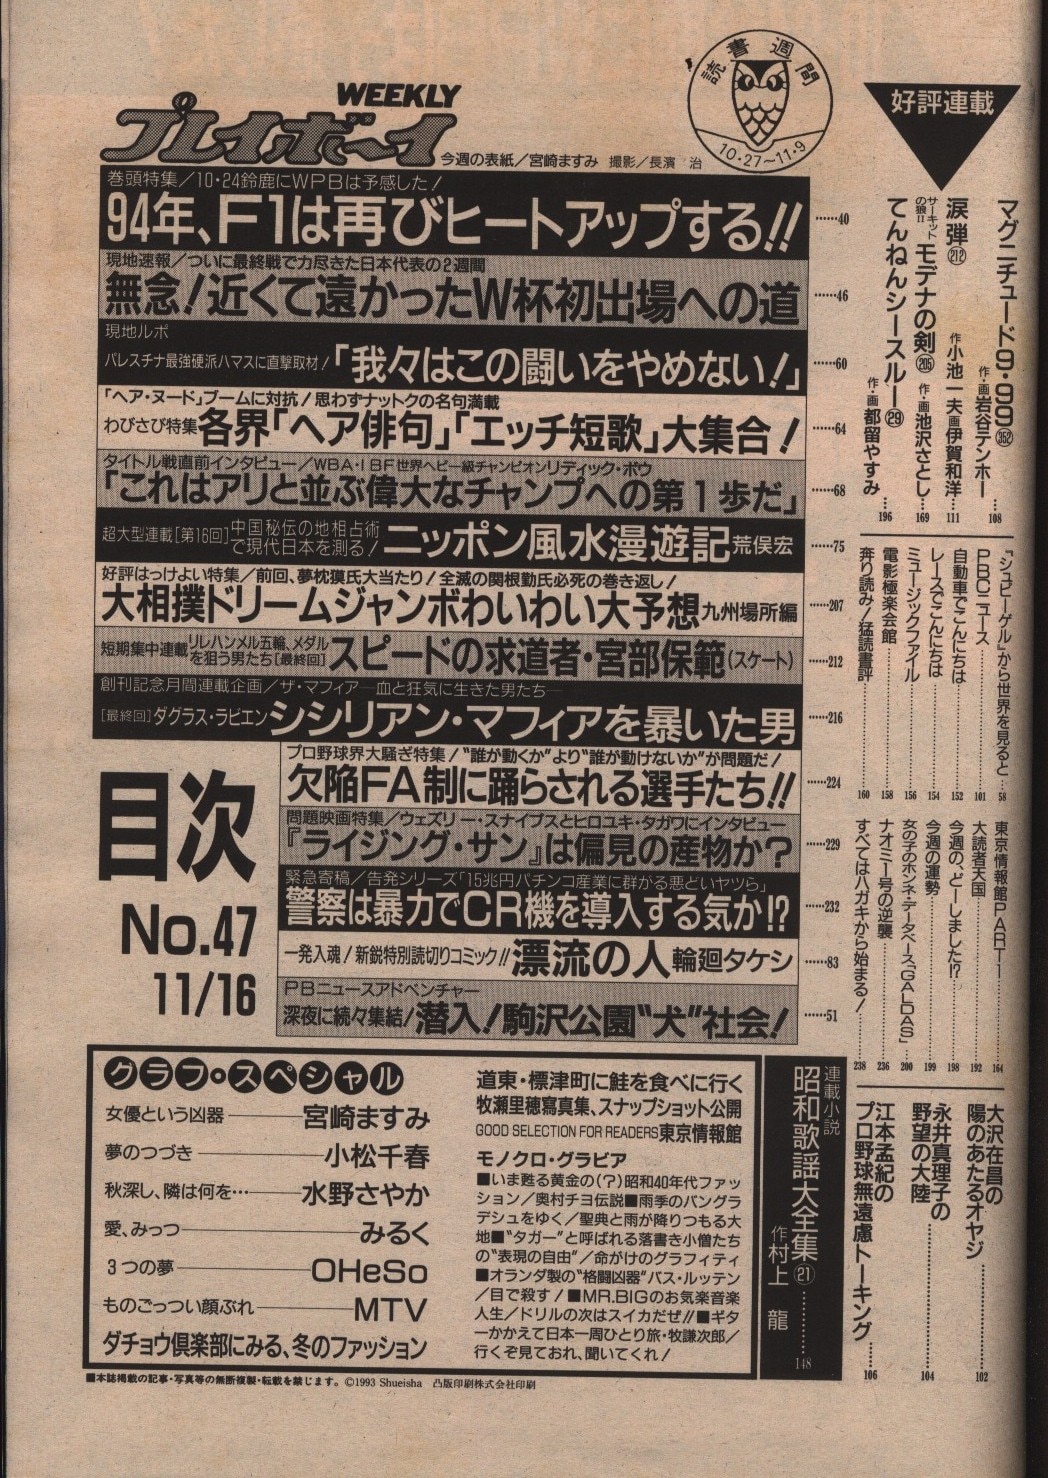 WEEKLY
プレイボーイ
今週の表紙／宮崎ますみ 撮影／長濱 治
読書週間
10・27〜11・9
巻頭特集／10・24鈴鹿にWPBは予感した！
94年、F1は再びヒートアップする!! ……40
現地速報／ついに最終戦で力尽きた日本代表の2週間
無念！近くて遠かったW杯初出場への道 ……46
現地ルポ
パレスチナ最強硬派ハマスに直撃取材！「我々はこの闘いをやめない！」 ……60
「ヘア・ヌード」ブームに対抗！思わずナットクの名句満載
わびさび特集 各界「ヘア俳句」「エッチ短歌」大集合！ ……64
タイトル戦直前インタビュー／WBA・IBF世界ヘビー級チャンピオンリディック・ボウ
「これはアリと並ぶ偉大なチャンプへの第1歩だ」 ……68
超大型連載［第16回］中国秘伝の地相占術で現代日本を測る！ニッポン風水漫遊記 荒俣宏 ……75
好評はっけよい特集／前回、夢枕獏氏大当たり！全滅の関根勤氏必死の巻き返し！
大相撲ドリームジャンボわいわい大予想 九州場所編 ……207
短期集中連載 リレハンメル五輪、メダルを狙う男たち［最終回］スピードの求道者・宮部保範（スケート） ……212
創刊記念月間連載企画／ザ・マフィア―血と狂気に生きた男たち―
［最終回］ダグラス・ラビエン シシリアン・マフィアを暴いた男 ……216
プロ野球界大騒ぎ特集／“誰が動くか”より“誰が動けないか”が問題だ！
欠陥FA制に踊らされる選手たち!! ……224
問題映画特集／ウェズリー・スナイプスとヒロユキ・タガワにインタビュー
『ライジング・サン』は偏見の産物か？ ……229
緊急寄稿／告発シリーズ「15兆円パチンコ産業に群がる悪どいヤツら」
警察は暴力でCR機を導入する気か!? ……232
一発入魂！新鋭特別読切りコミック!! 漂流の人 輪廻タケシ ……83
PBニュースアドベンチャー
深夜に続々集結！潜入！駒沢公園“犬”社会！ ……51
目次
No.47
11/16
好評連載
マグニチュード9・99 352 作・画 岩谷テンホー ……108
涙弾 212 作 小池一夫 画 伊賀和洋 ……111
サーキットの狼II モデナの剣 205 作・画 池沢さとし ……169
てんねんシースルー 29 作・画 都留やすみ ……196
『シュピーゲル』から世界を見ると ……58
PBCニュース ……101
自動車でこんにちは ……152
レースでこんにちは ……154
ミュージックファイル ……156
電影極楽会館 ……158
奔り読み！猛読書評 ……160
東京情報館PART1 ……164
大読者天国 ……192
今週の、どーしました!? ……198
今週の運勢 ……199
女の子のホンネ・データベース「GALDAS」 ……200
ナオミ一号の逆襲 ……236
すべてはハガキから始まる！ ……238
大沢在昌の陽のあたるオヤジ ……102
永井真理子の野望の大陸 ……104
江本孟紀のプロ野球無遠慮トーキング ……106
連載小説
昭和歌謡大全集 21 作 村上 龍 ……148
グラフ・スペシャル
女優という凶器―宮崎ますみ
夢のつづき―小松千春
秋深し、隣は何を…―水野さやか
愛、みっつ―みるく
3つの夢―OHeSo
ものごっつい顔ぶれ―MTV
ダチョウ倶楽部にみる、冬のファッション
道東・標津町に鮭を食べに行く
牧瀬里穂寫真集、スナップショット公開
GOOD SELECTION FOR READERS 東京情報館
モノクロ・グラビア
■いま甦る黄金の（？）昭和40年代ファッ
ション／奥村チヨ伝説■雨季のバングラ
デシュをゆく／聖典と雨が降りつもる大
地■“タガー”と呼ばれる落書き小僧たち
の“表現の自由”／命がけのグラフィティ
■オランダ製の“格闘凶器”バス・ルッテン
／目で殺す！■MR.BIGのお気楽音楽
人生／ドリルの次はスイカだぜ!!■ギタ
ーかかえて日本一周ひとり旅・牧謙次郎／
行くぞ見ておれ、聞いてくれ！
■本誌掲載の記事・写真等の無断複製・転載を禁じます。©1993 Shueisha 凸版印刷株式会社印刷